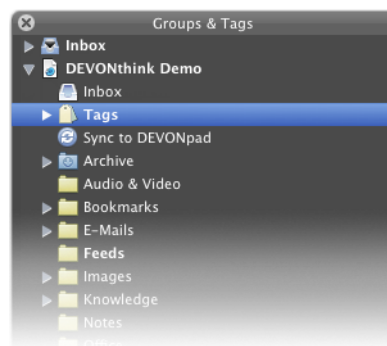 Groups & Tags
Inbox
DEVONthink Demo
Inbox
Tags
Sync to DEVONpad
Archive
Audio & Video
Bookmarks
E-Mails
Feeds
Images
Knowledge
Notes